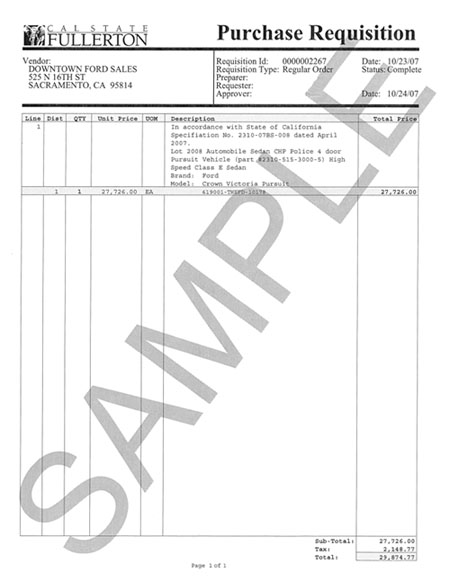 CAL STATE
FULLERTON
Purchase Requisition
Vendor:
DOWNTOWN FORD SALES
525 N 16TH ST
SACRAMENTO, CA 95814
Requisition Id: 0000002267 Date: 10/23/07
Requisition Type: Regular Order Status: Complete
Preparer:
Requester:
Approver: Date: 10/24/07
Line Dist QTY Unit Price UOM Description Total Price
1 In accordance with State of California
Specifiation No. 2310-07BS-008 dated April
2007.
Lot 2008 Automobile Sedan CHP Police 4 door
Pursuit Vehicle (part #2310-515-3000-5) High
Speed Class E Sedan
Brand: Ford
Model: Crown Victoria Pursuit
1 1 27,726.00 EA 27,726.00
SAMPLE
Sub-Total: 27,726.00
Tax: 2,148.77
Total: 29,874.77
Page 1 of 1